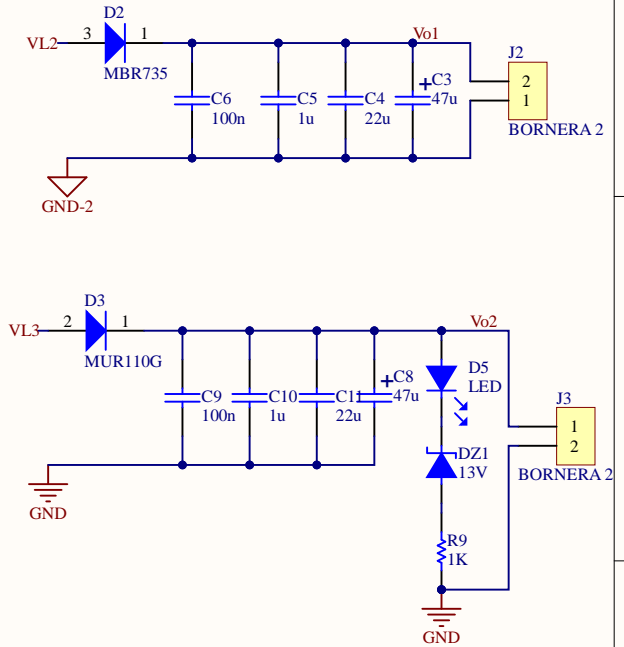 D2
VL2 3 1 Vo1
MBR735
J2
C6 C5 C4 +C3
100n 1u 22u 47u
2
1
BORNERA 2
GND-2
D3
VL3 2 1 Vo2
MUR110G
D5
LED
C9 C10 C11 +C8
100n 1u 22u 47u
J3
1
2
BORNERA 2
DZ1
13V
GND
R9
1K
GND